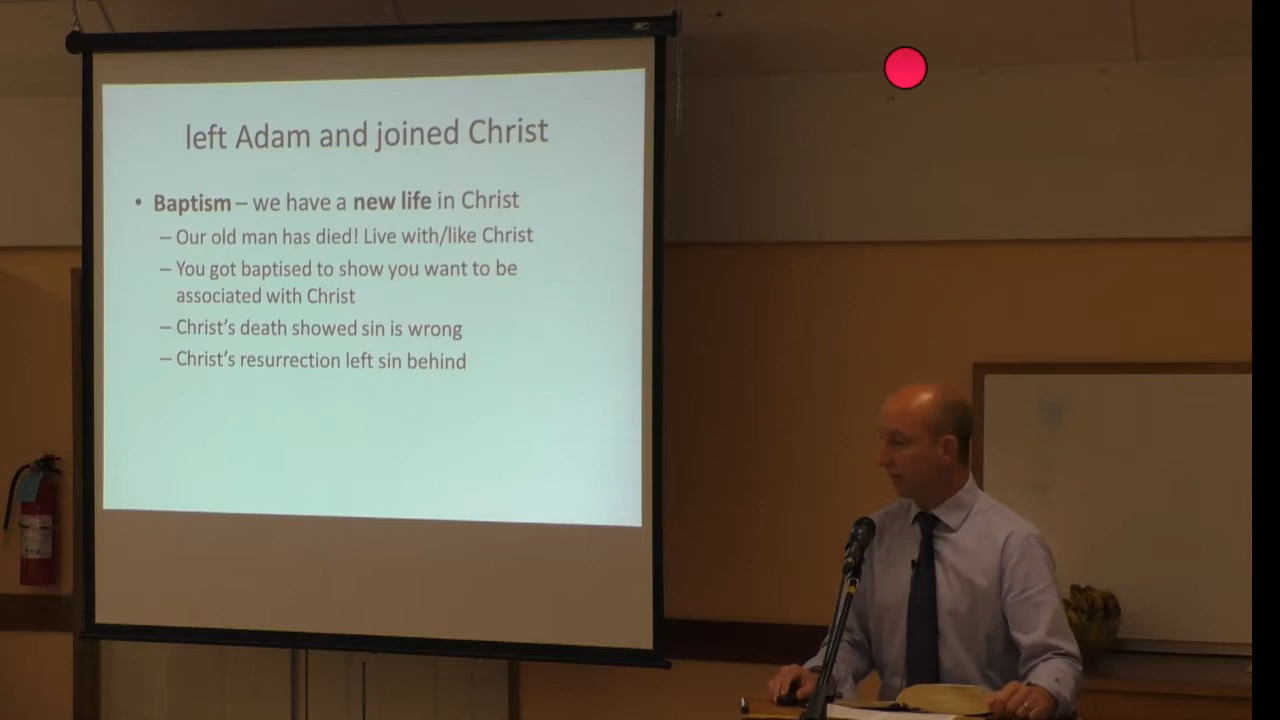 left Adam and joined Christ
• Baptism – we have a new life in Christ
– Our old man has died! Live with/like Christ
– You got baptised to show you want to be
associated with Christ
– Christ's death showed sin is wrong
– Christ's resurrection left sin behind